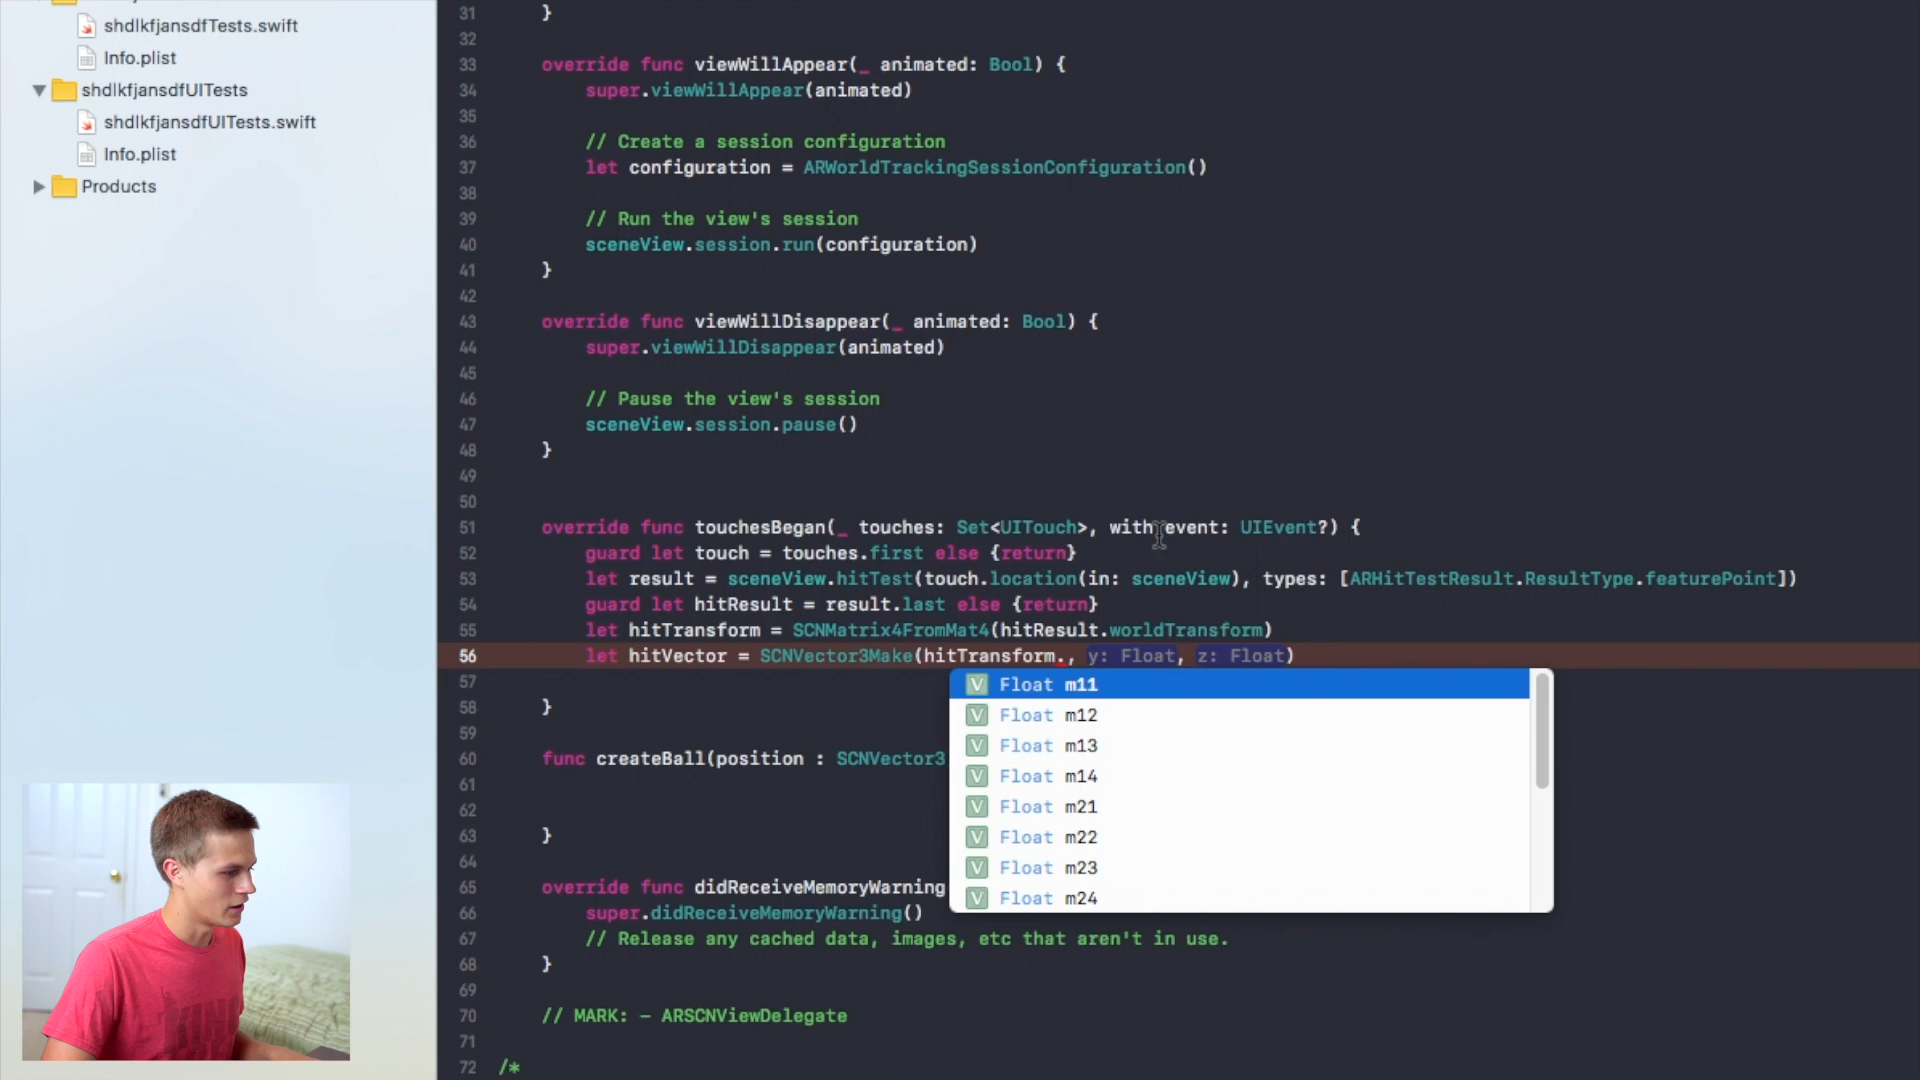 shdlkfjansdfTests.swift
Info.plist
shdlkfjansdfUITests
shdlkfjansdfUITests.swift
Info.plist
Products
31 }
32
33 override func viewWillAppear(_ animated: Bool) {
34 super.viewWillAppear(animated)
35
36 // Create a session configuration
37 let configuration = ARWorldTrackingSessionConfiguration()
38
39 // Run the view's session
40 sceneView.session.run(configuration)
41 }
42
43 override func viewWillDisappear(_ animated: Bool) {
44 super.viewWillDisappear(animated)
45
46 // Pause the view's session
47 sceneView.session.pause()
48 }
49
50
51 override func touchesBegan(_ touches: Set<UITouch>, with event: UIEvent?) {
52 guard let touch = touches.first else {return}
53 let result = sceneView.hitTest(touch.location(in: sceneView), types: [ARHitTestResult.ResultType.featurePoint])
54 guard let hitResult = result.last else {return}
55 let hitTransform = SCNMatrix4FromMat4(hitResult.worldTransform)
56 let hitVector = SCNVector3Make(hitTransform., y: Float, z: Float)
V Float m11
V Float m12
V Float m13
V Float m14
V Float m21
V Float m22
V Float m23
V Float m24
57
58 }
59
60 func createBall(position : SCNVector3
61
62
63 }
64
65 override func didReceiveMemoryWarning
66 super.didReceiveMemoryWarning()
67 // Release any cached data, images, etc that aren't in use.
68 }
69
70 // MARK: - ARSCNViewDelegate
71
72 /*